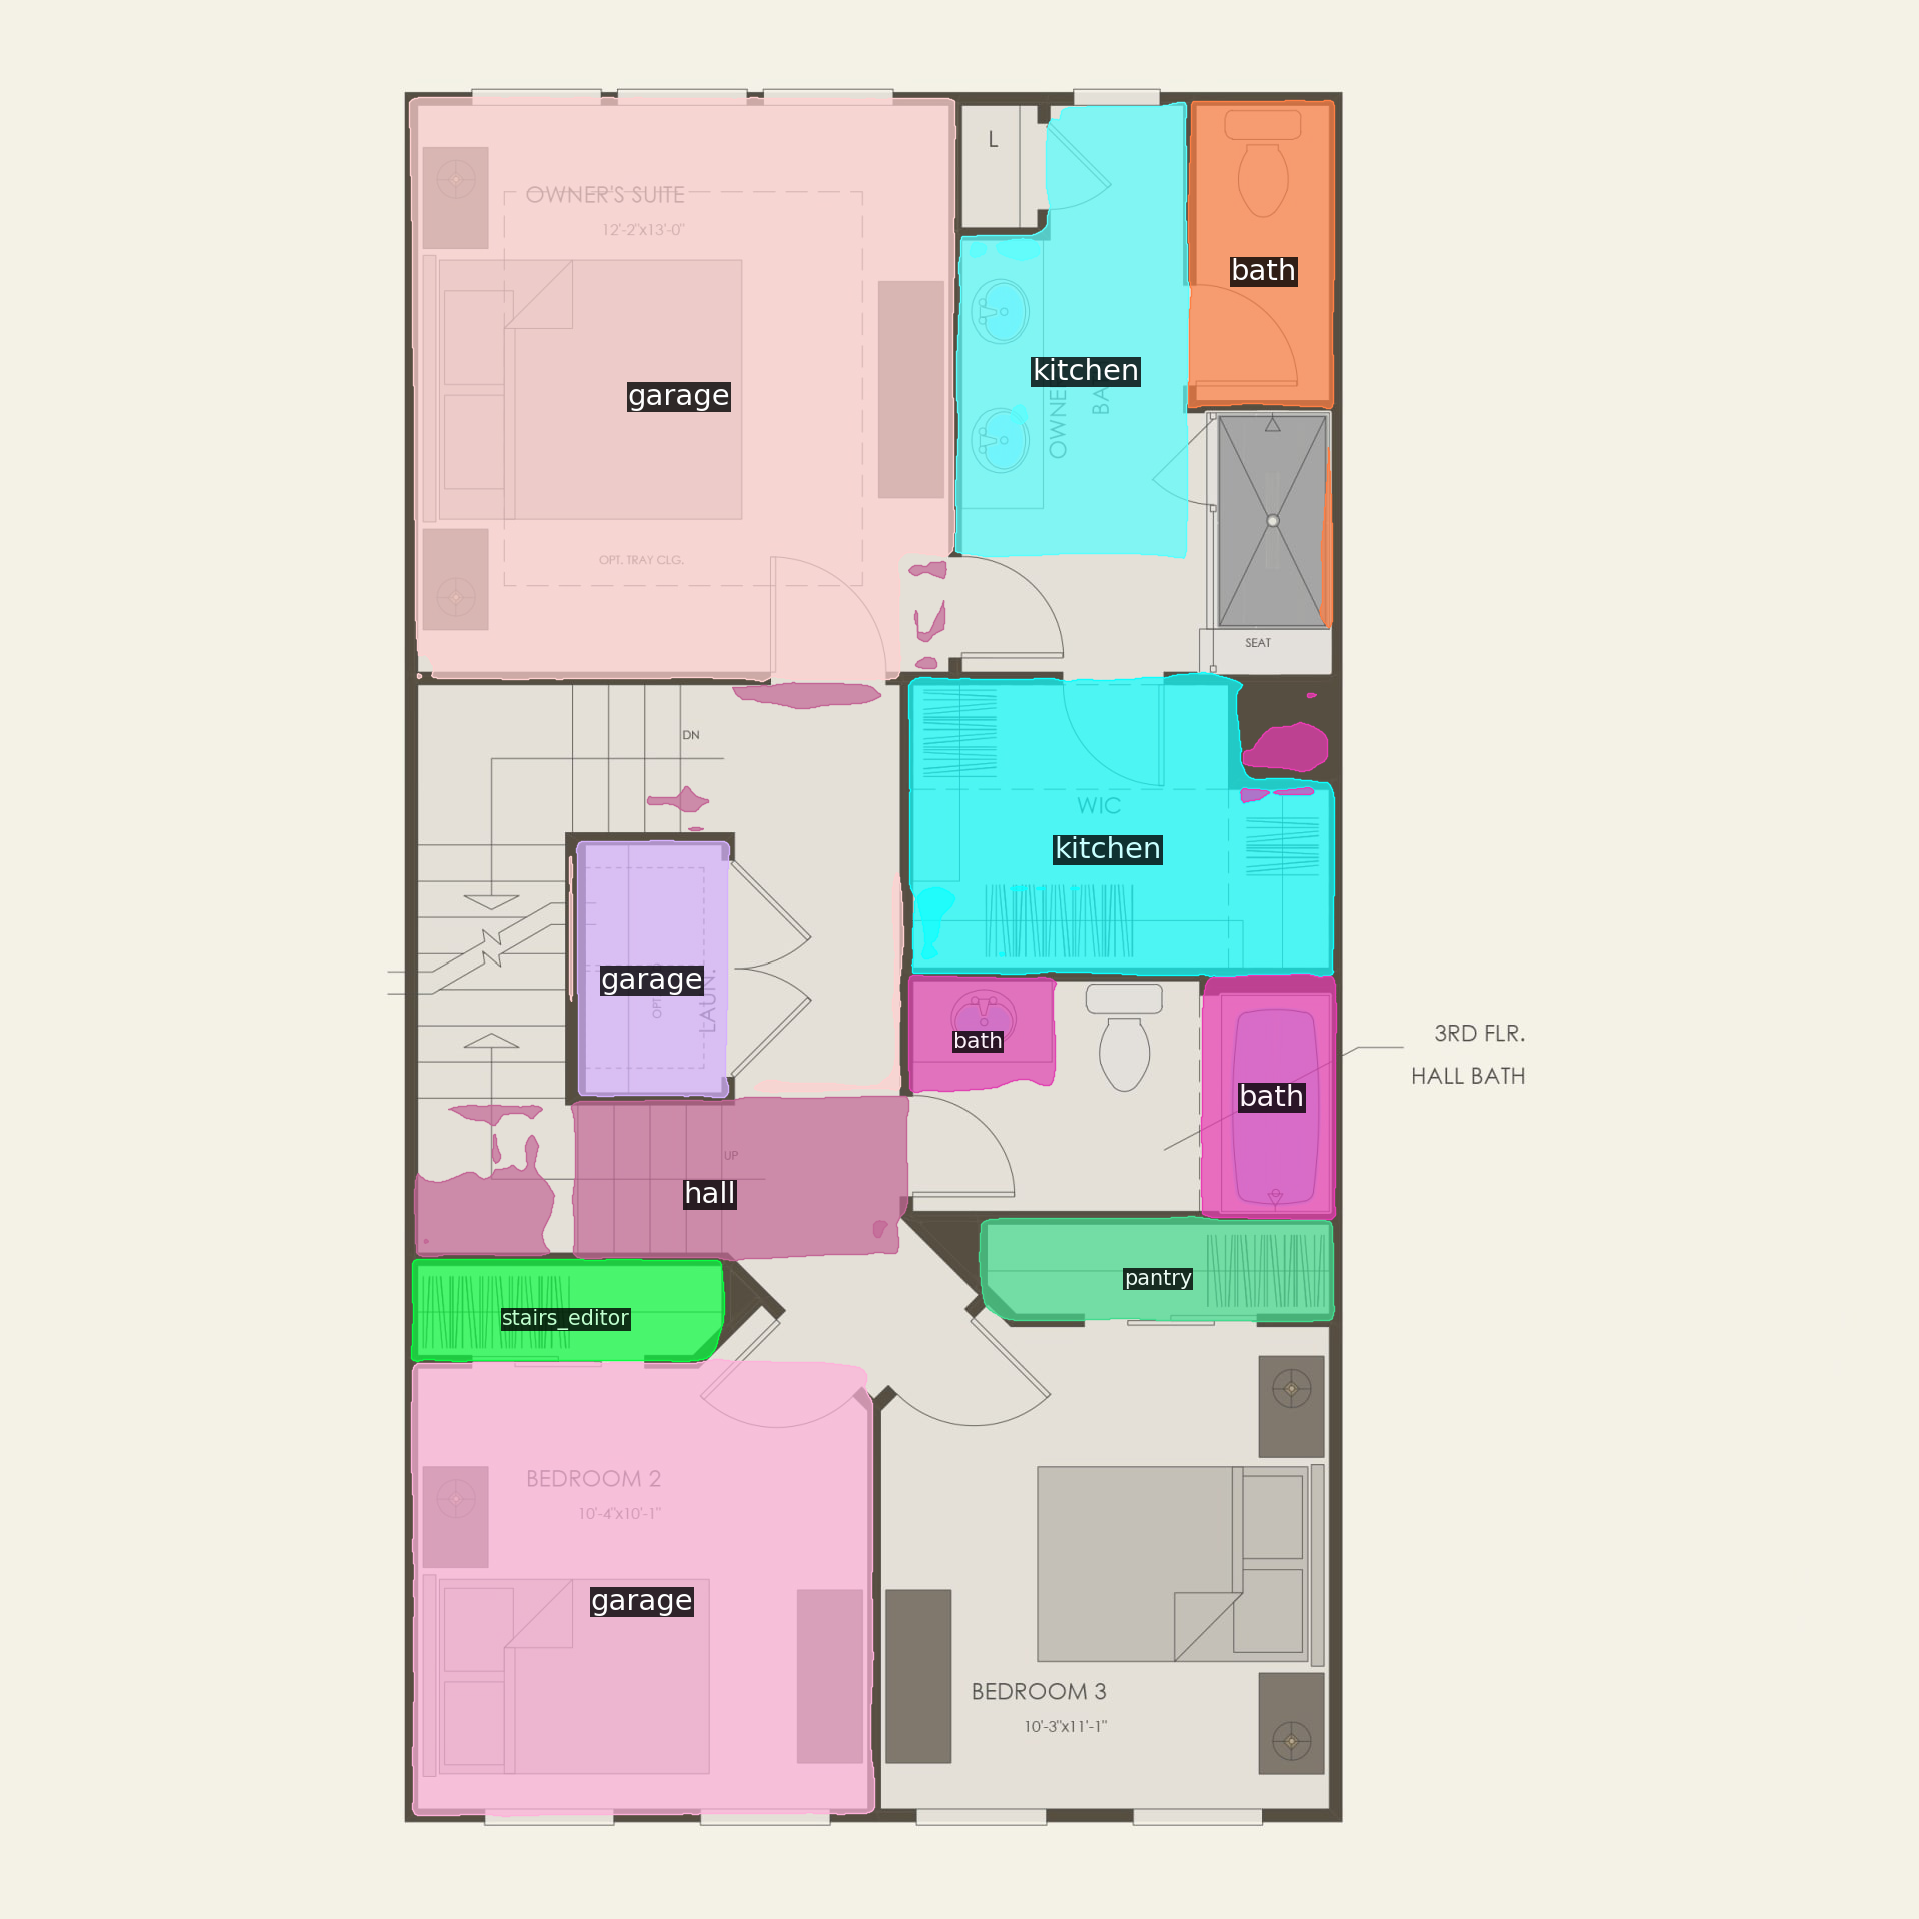 L
OWNER'S SUITE
12'-2"x13'-0"
bath
kitchen
garage
OWNE
BA
OPT. TRAY CLG.
SEAT
DN
WIC
kitchen
garage
OPT
LAUN.
bath
3RD FLR.
HALL BATH
bath
UP
hall
pantry
stairs_editor
BEDROOM 2
10'-4"x10'-1"
garage
BEDROOM 3
10'-3"x11'-1"